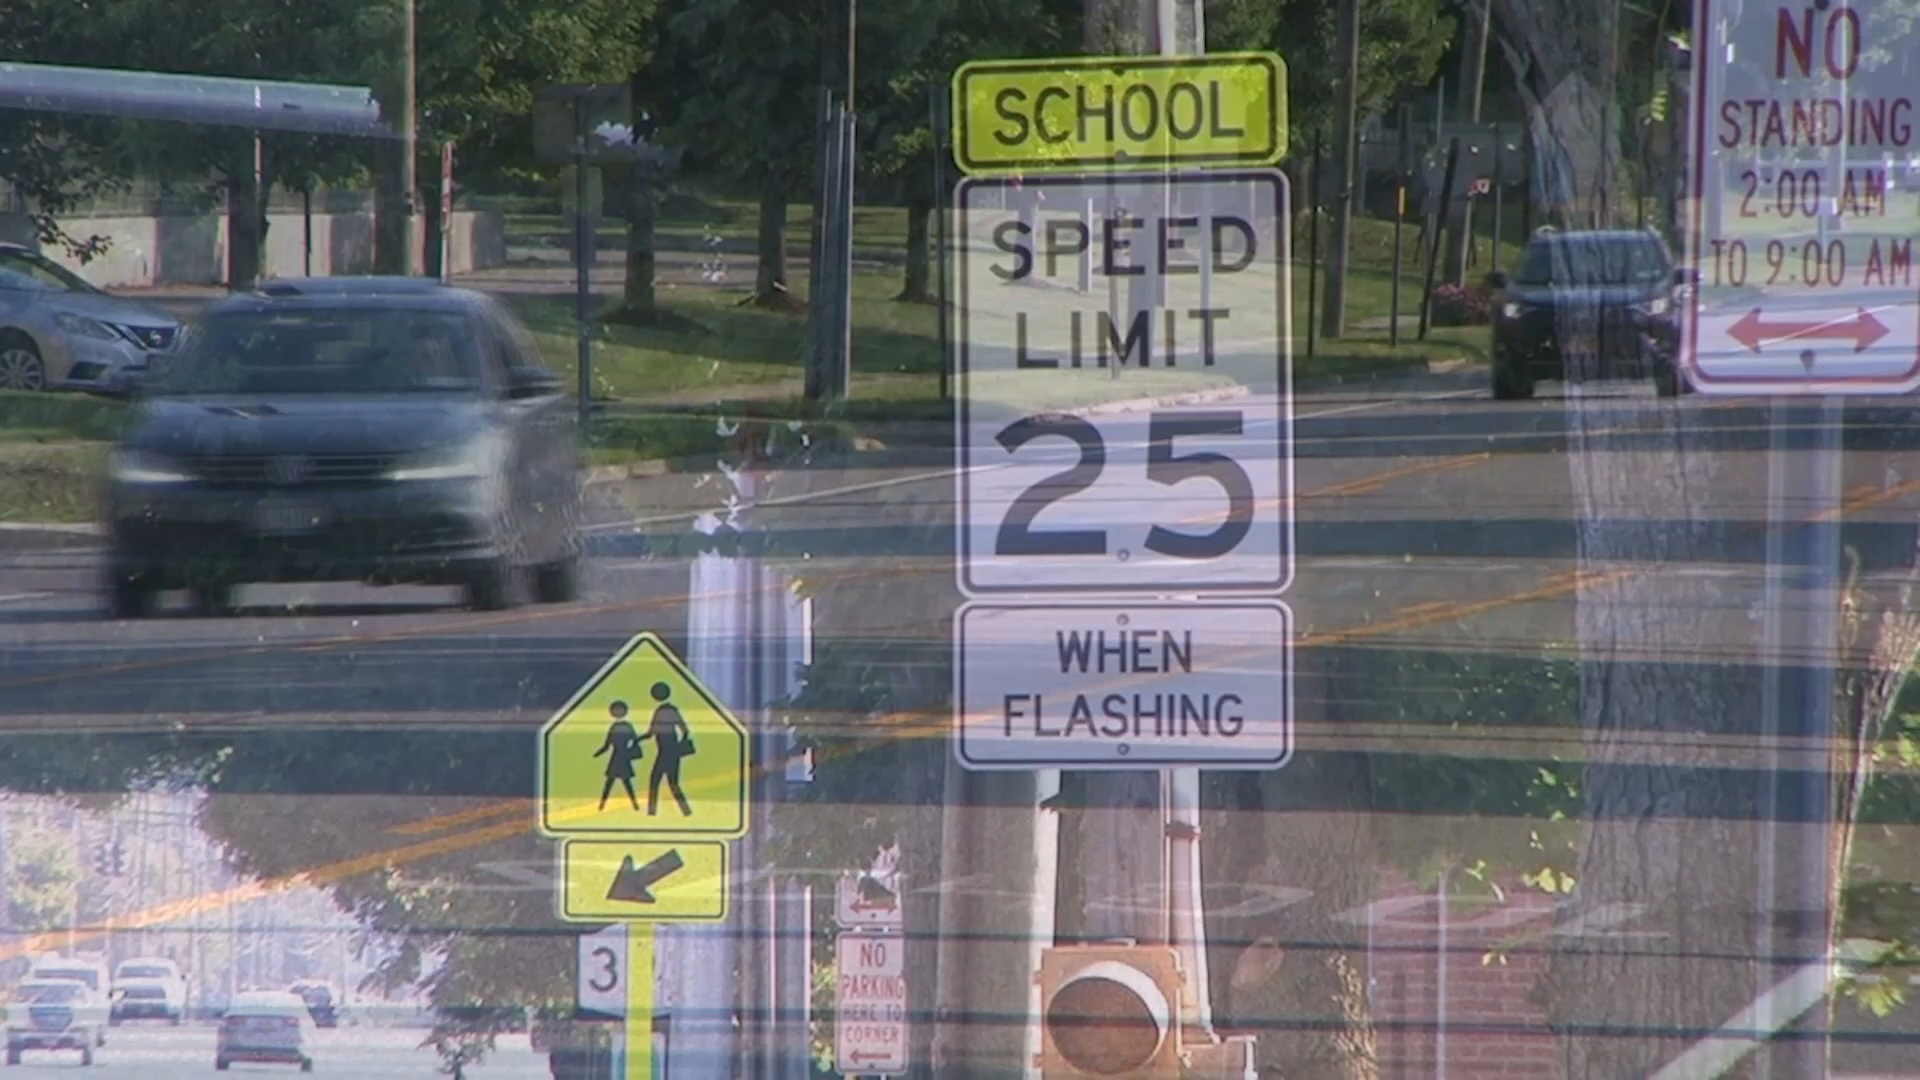 SCHOOL
SPEED
LIMIT
25
WHEN
FLASHING
NO
STANDING
2:00 AM
TO 9:00 AM
3
NO
PARKING
HERE TO
CORNER